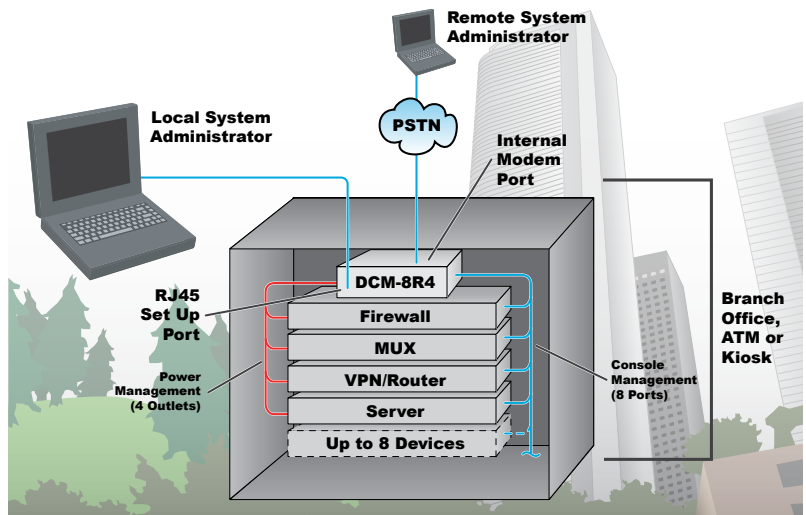 Remote System
Administrator
Local System
Administrator
PSTN
Internal
Modem
Port
DCM-8R4
RJ45
Set Up
Port
Firewall
MUX
VPN/Router
Server
Up to 8 Devices
Power
Management
(4 Outlets)
Console
Management
(8 Ports)
Branch
Office,
ATM or
Kiosk